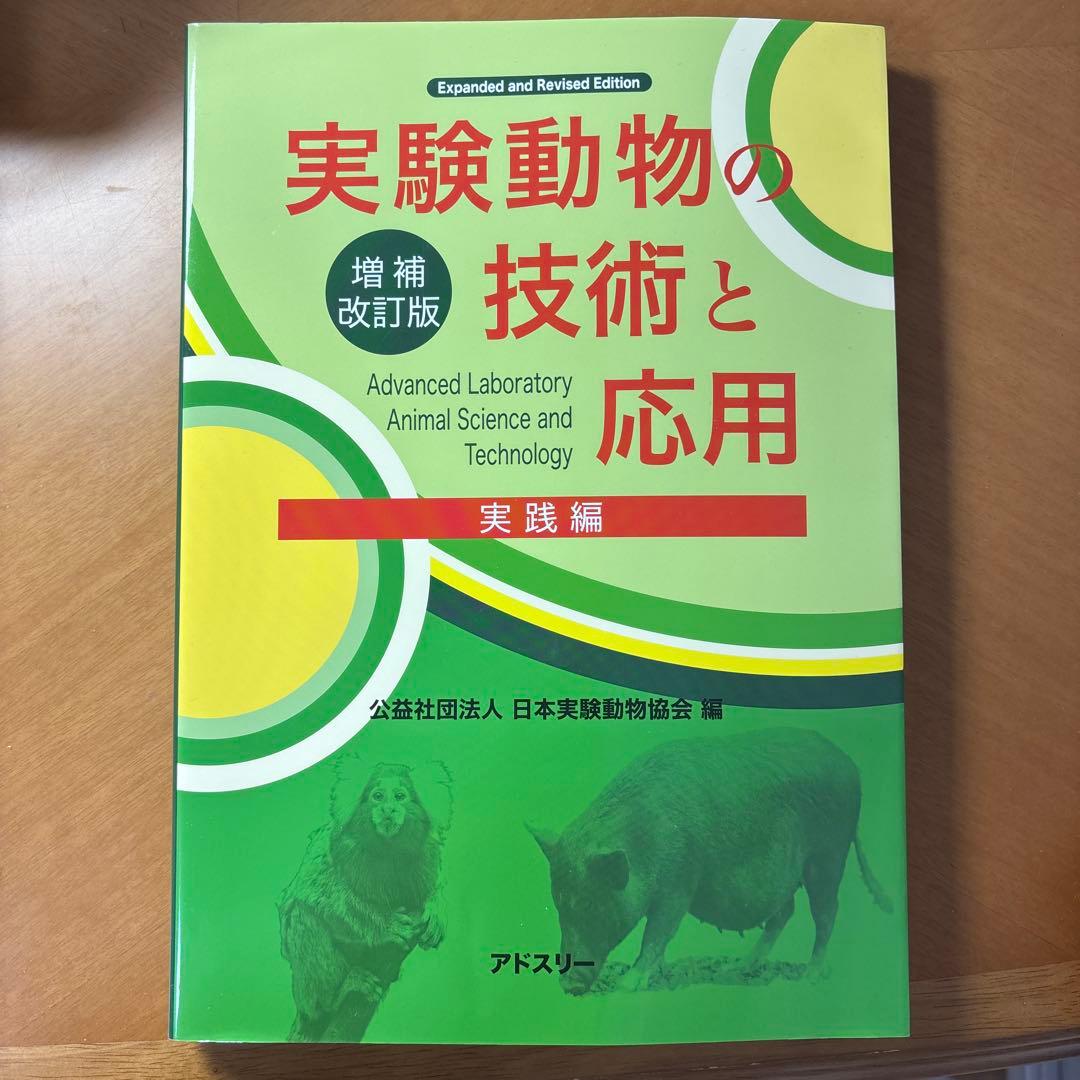 Expanded and Revised Edition
実験動物の
増補
改訂版
技術と
Advanced Laboratory
Animal Science and
Technology
応用
実践編
公益社団法人 日本実験動物協会 編
アドスリー